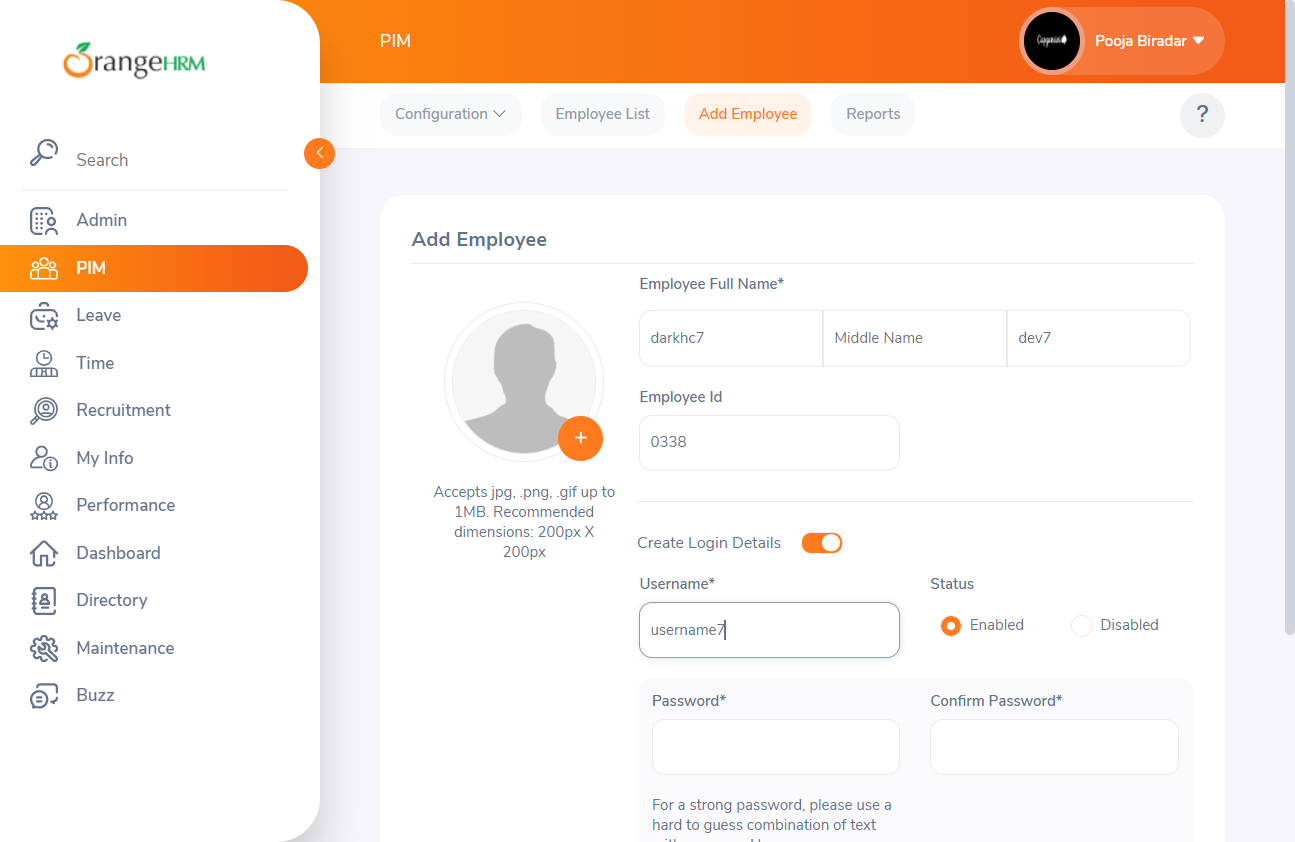 OrangeHRM
PIM
Pooja Biradar
Configuration
Employee List
Add Employee
Reports
?
Search
Admin
PIM
Leave
Time
Recruitment
My Info
Performance
Dashboard
Directory
Maintenance
Buzz
Add Employee
Accepts jpg, .png, .gif up to
1MB. Recommended
dimensions: 200px X
200px
Employee Full Name*
darkhc7
Middle Name
dev7
Employee Id
0338
Create Login Details
Username*
username7
Status
Enabled
Disabled
Password*
Confirm Password*
For a strong password, please use a
hard to guess combination of text